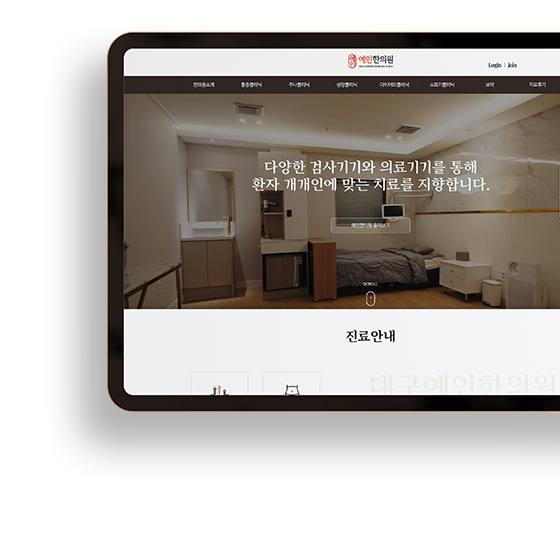 예인한의원
Login | Join
한의원소개 통증클리닉 추나클리닉 성장클리닉 다이어트클리닉 소화기클리닉 보약 치료후기
다양한 검사기기와 의료기기를 통해
환자 개개인에 맞는 치료를 지향합니다.
예인한의원 둘러보기
SCROLL
진료안내
대구예인한의원